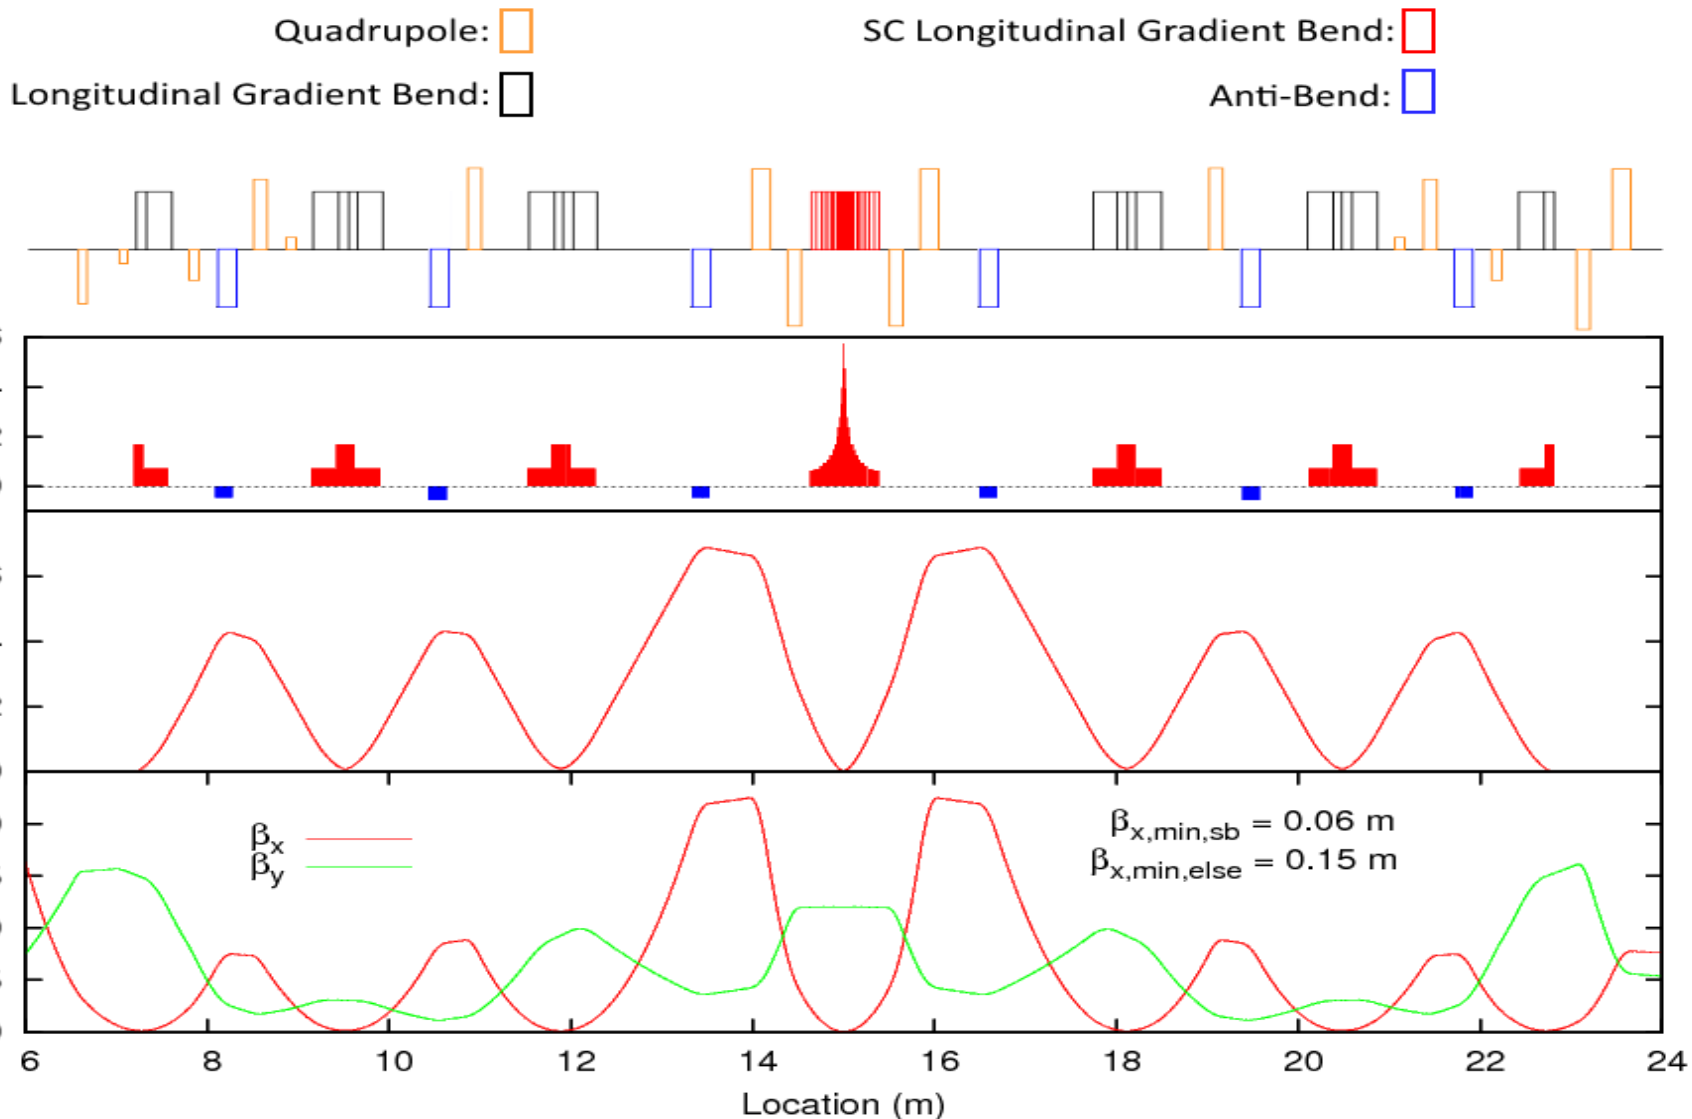 Quadrupole:
SC Longitudinal Gradient Bend:
Longitudinal Gradient Bend:
Anti-Bend:
βx
βy
βx,min,sb = 0.06 m
βx,min,else = 0.15 m
6 8 10 12 14 16 18 20 22 24
Location (m)